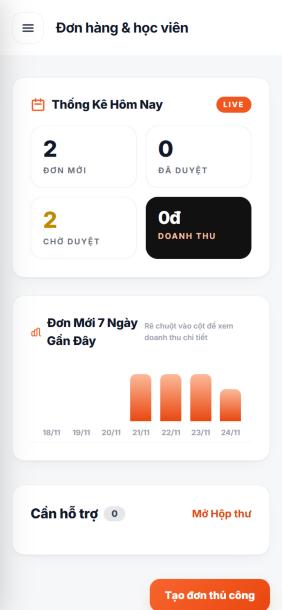 Đơn hàng & học viên
Thống Kê Hôm Nay
LIVE
2
ĐƠN MỚI
0
ĐÃ DUYỆT
2
CHỜ DUYỆT
0đ
DOANH THU
Đơn Mới 7 Ngày
Gần Đây
Rê chuột vào cột để xem
doanh thu chi tiết
18/11 19/11 20/11 21/11 22/11 23/11 24/11
Cần hỗ trợ 0
Mở Hộp thư
Tạo đơn thủ công